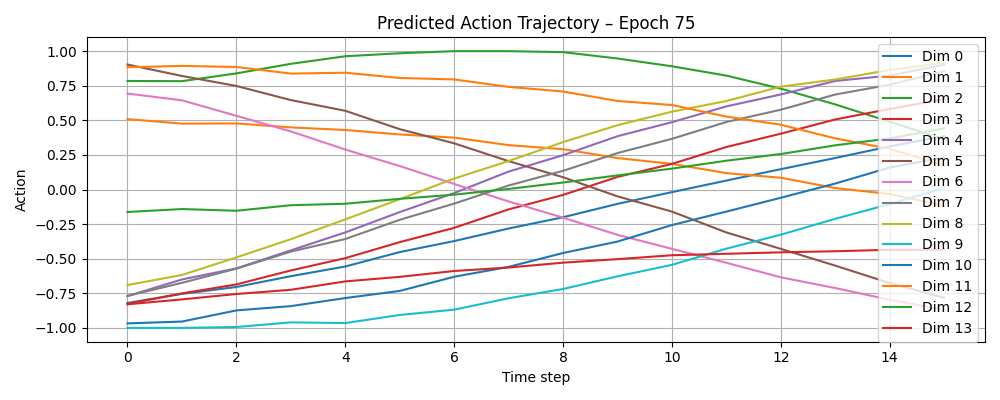 Predicted Action Trajectory – Epoch 75
1.00
0.75
0.50
0.25
0.00
−0.25
−0.50
−0.75
−1.00
Action
0 2 4 6 8 10 12 14
Time step
Dim 0
Dim 1
Dim 2
Dim 3
Dim 4
Dim 5
Dim 6
Dim 7
Dim 8
Dim 9
Dim 10
Dim 11
Dim 12
Dim 13